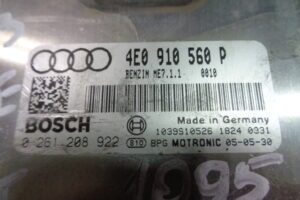 4E0 910 560 P
BENZIN ME7.1.1 0010
Made in Germany
BOSCH
1039S10526 1824 0331
0 261 208 922 BPG MOTRONIC 05-05-30
1095